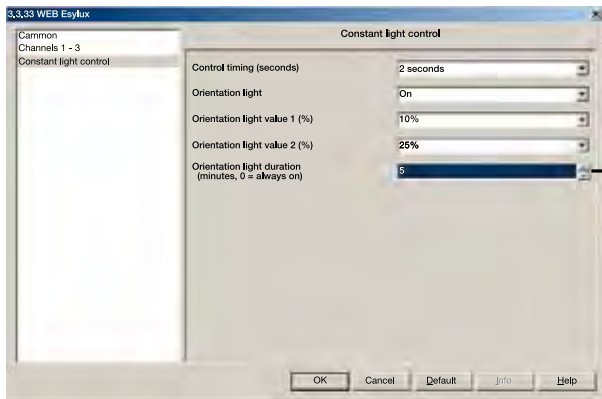 3.3.33 WEB Esylux
Cammon
Channels 1 - 3
Constant light control
Constant light control
Control timing (seconds)
2 seconds
Orientation light
On
Orientation light value 1 (%)
10%
Orientation light value 2 (%)
25%
Orientation light duration
(minutes, 0 = always on)
5
OK
Cancel
Default
Info
Help